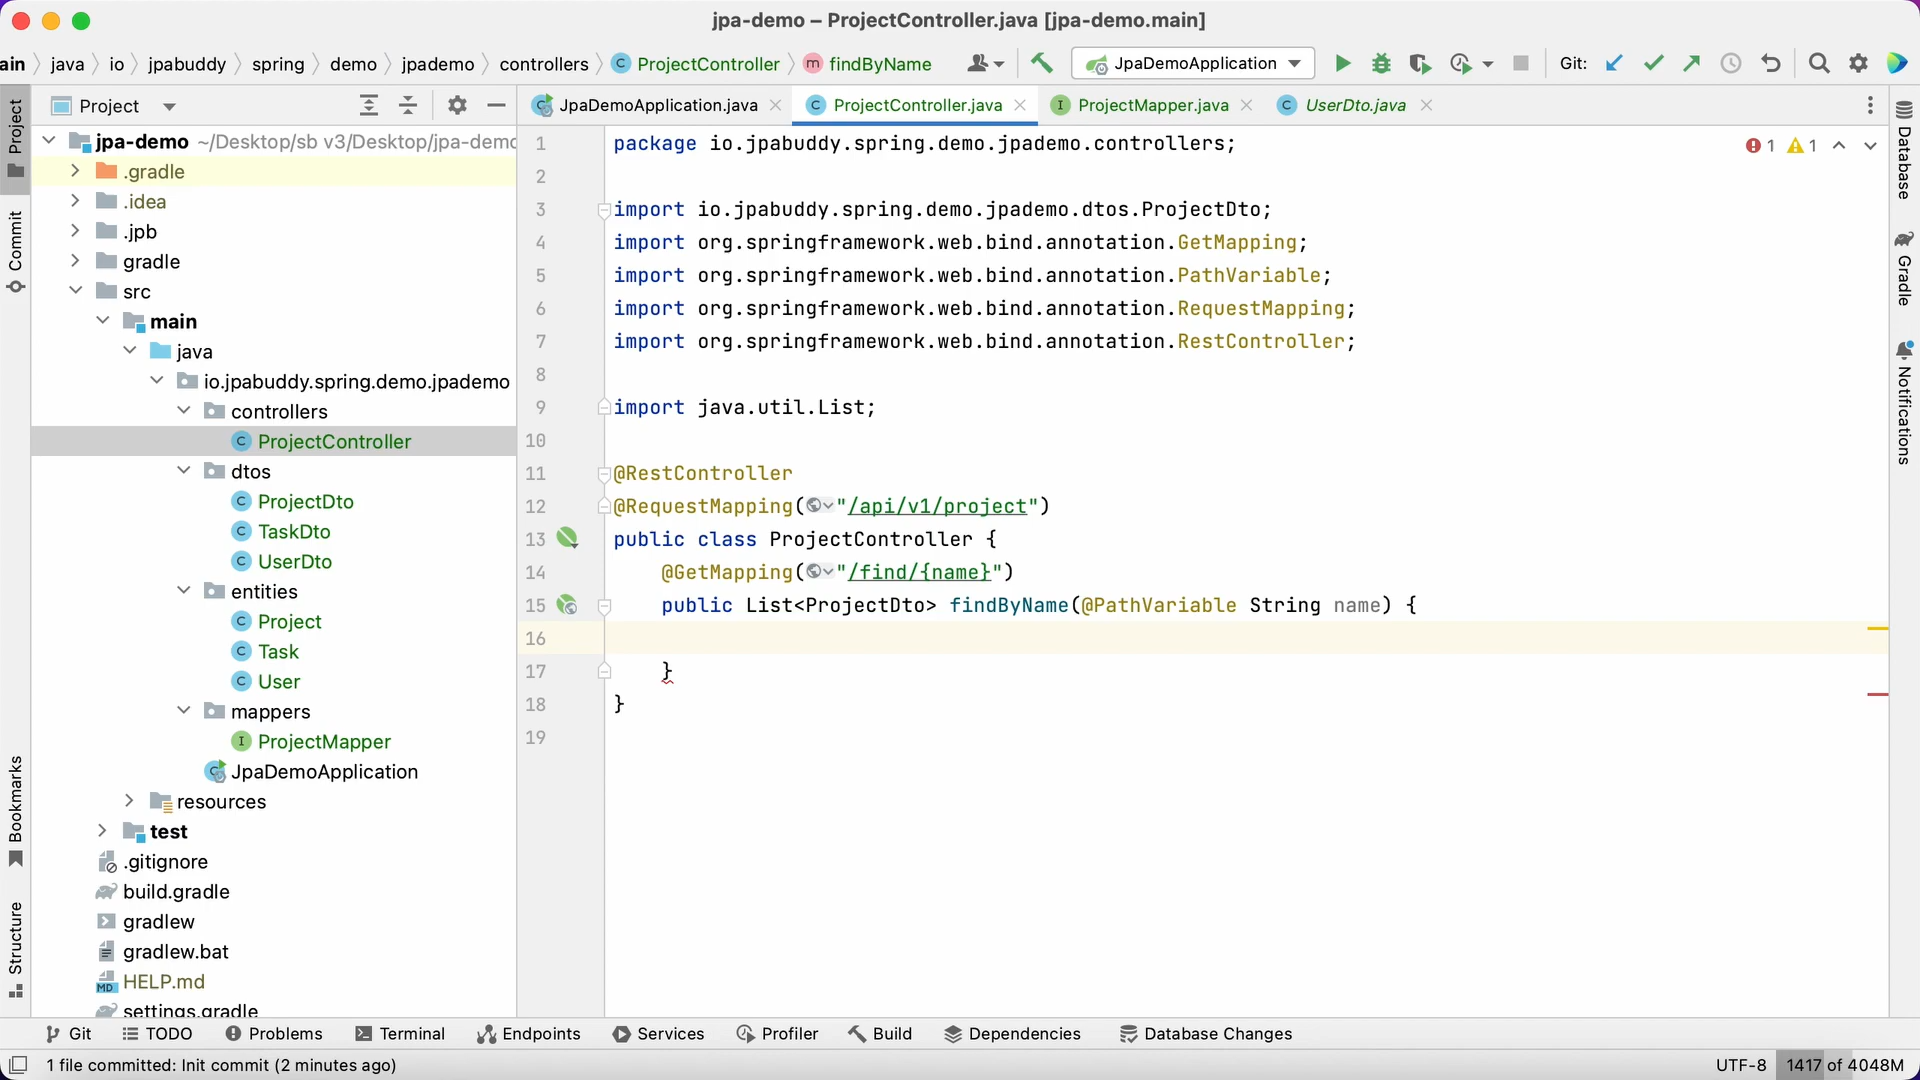 jpa-demo – ProjectController.java [jpa-demo.main]
ain java io jpabuddy spring demo jpademo controllers ProjectController findByName JpaDemoApplication Git:
Project
JpaDemoApplication.java ProjectController.java ProjectMapper.java UserDto.java
Project
Commit
Bookmarks
Structure
jpa-demo ~/Desktop/sb v3/Desktop/jpa-demo
.gradle
.idea
.jpb
gradle
src
main
java
io.jpabuddy.spring.demo.jpademo
controllers
ProjectController
dtos
ProjectDto
TaskDto
UserDto
entities
Project
Task
User
mappers
ProjectMapper
JpaDemoApplication
resources
test
.gitignore
build.gradle
gradlew
gradlew.bat
HELP.md
settings.gradle
1 package io.jpabuddy.spring.demo.jpademo.controllers;
2
3 import io.jpabuddy.spring.demo.jpademo.dtos.ProjectDto;
4 import org.springframework.web.bind.annotation.GetMapping;
5 import org.springframework.web.bind.annotation.PathVariable;
6 import org.springframework.web.bind.annotation.RequestMapping;
7 import org.springframework.web.bind.annotation.RestController;
8
9 import java.util.List;
10
11 @RestController
12 @RequestMapping("/api/v1/project")
13 public class ProjectController {
14 @GetMapping("/find/{name}")
15 public List<ProjectDto> findByName(@PathVariable String name) {
16
17 }
18 }
19
1 1
Database
Gradle
Notifications
Git TODO Problems Terminal Endpoints Services Profiler Build Dependencies Database Changes
1 file committed: Init commit (2 minutes ago) UTF-8 1417 of 4048M